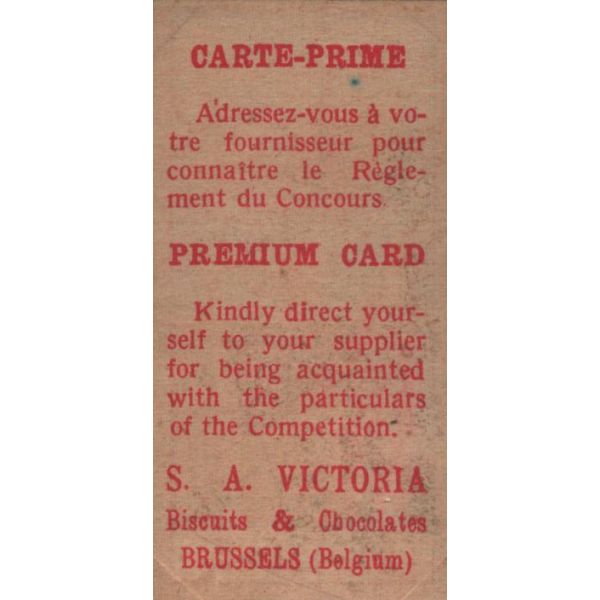 CARTE-PRIME
Adressez-vous à vo-
tre fournisseur pour
connaître le Règle-
ment du Concours.
PREMIUM CARD
Kindly direct your-
self to your supplier
for being acquainted
with the particulars
of the Competition.
S. A. VICTORIA
Biscuits & Chocolates
BRUSSELS (Belgium)